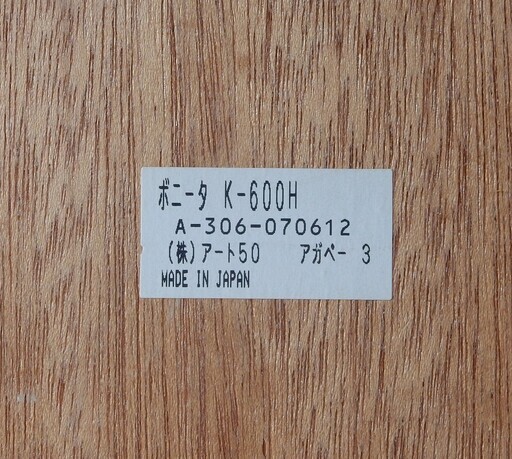 ボニータ K-600H
A-306-070612
(株)アート50 アガペー 3
MADE IN JAPAN